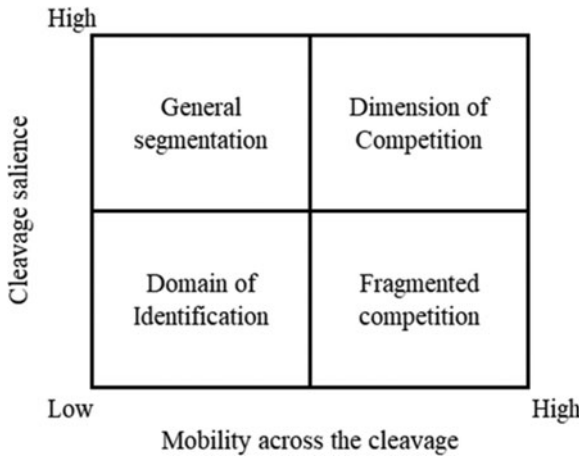 High
General
segmentation
Dimension of
Competition
Cleavage salience
Domain of
Identification
Fragmented
competition
Low
High
Mobility across the cleavage